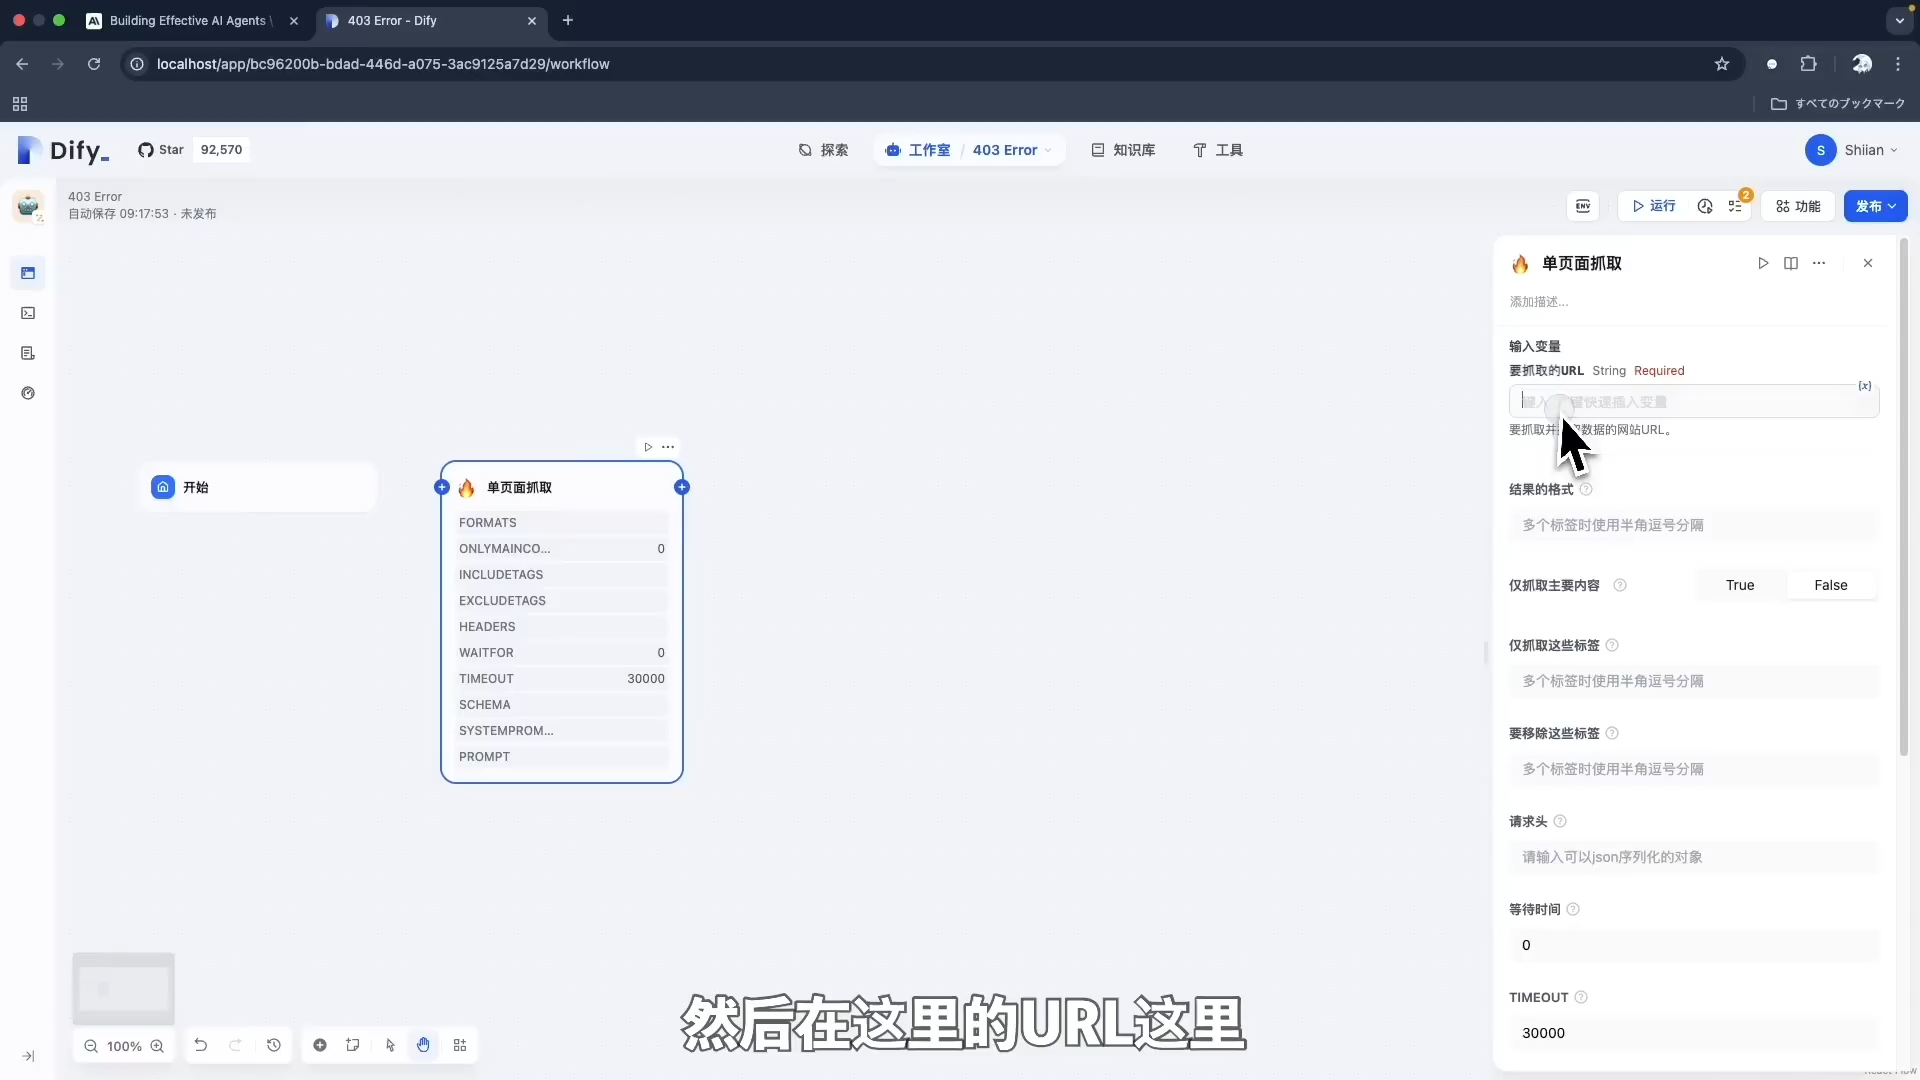 Building Effective AI Agents \
403 Error - Dify
localhost/app/bc96200b-bdad-446d-a075-3ac9125a7d29/workflow
すべてのブックマーク
Dify_
Star 92,570
探索
工作室 / 403 Error
知识库
工具
S Shiian
403 Error
自动保存 09:17:53 · 未发布
ENV
运行
2
功能
发布
单页面抓取
添加描述...
输入变量
要抓取的URL String Required
{x}
快速插入变量
要抓取并 数据的网站URL。
结果的格式
多个标签时使用半角逗号分隔
仅抓取主要内容
True False
仅抓取这些标签
多个标签时使用半角逗号分隔
要移除这些标签
多个标签时使用半角逗号分隔
请求头
请输入可以json序列化的对象
等待时间
0
TIMEOUT
30000
开始
单页面抓取
FORMATS
ONLYMAINCO... 0
INCLUDETAGS
EXCLUDETAGS
HEADERS
WAITFOR 0
TIMEOUT 30000
SCHEMA
SYSTEMPROM...
PROMPT
100%
然后在这里的URL这里